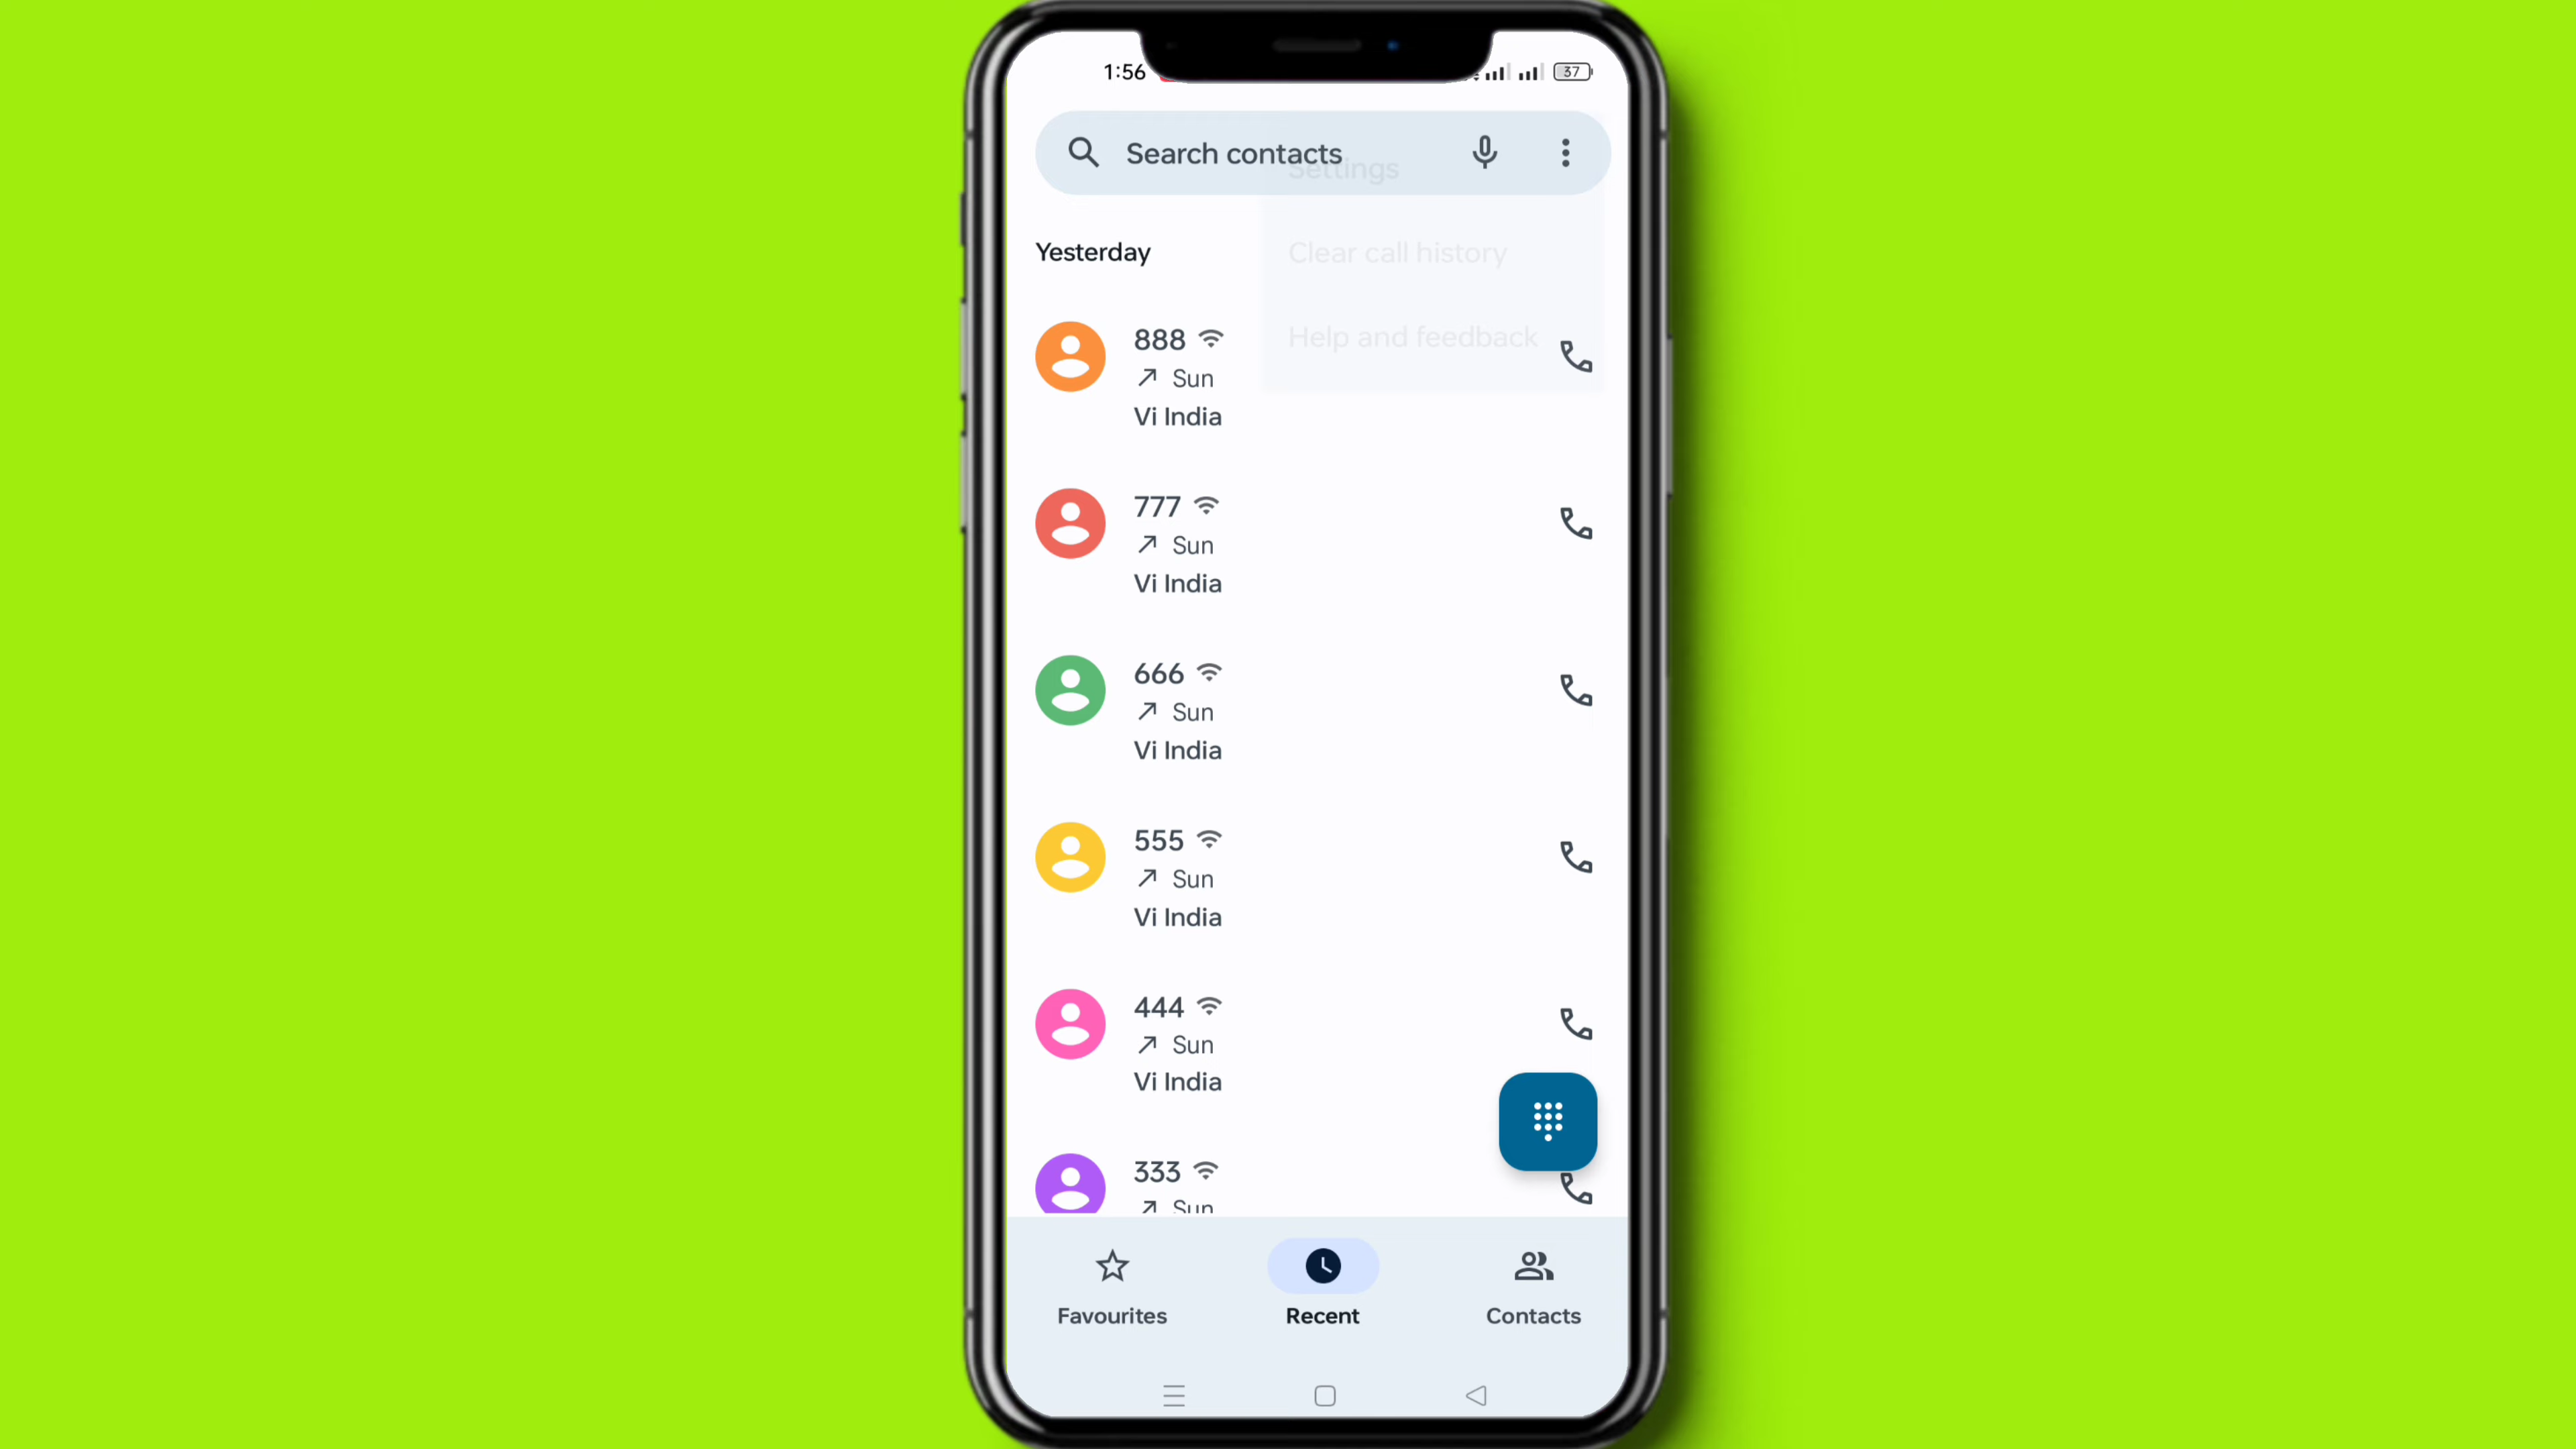 1:56
37
Search contacts
Settings
Yesterday
Clear call history
Help and feedback
888
Sun
Vi India
777
Sun
Vi India
666
Sun
Vi India
555
Sun
Vi India
444
Sun
Vi India
333
Sun
Favourites
Recent
Contacts